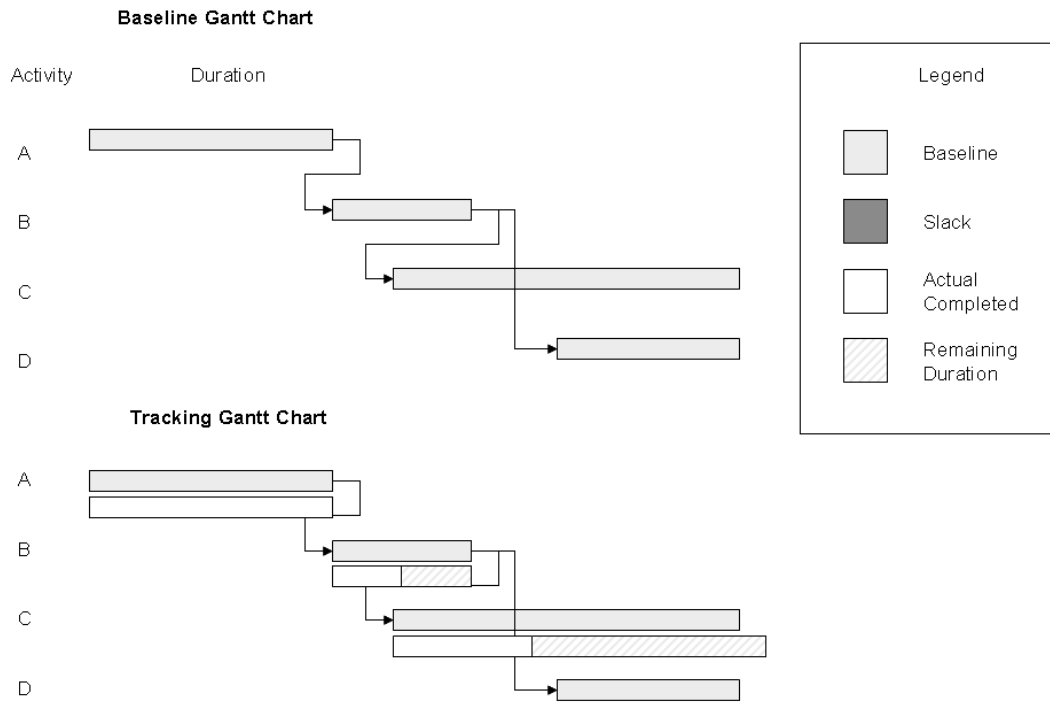 Baseline Gantt Chart
Activity Duration
A
B
C
D
Legend
Baseline
Slack
Actual
Completed
Remaining
Duration
Tracking Gantt Chart
A
B
C
D